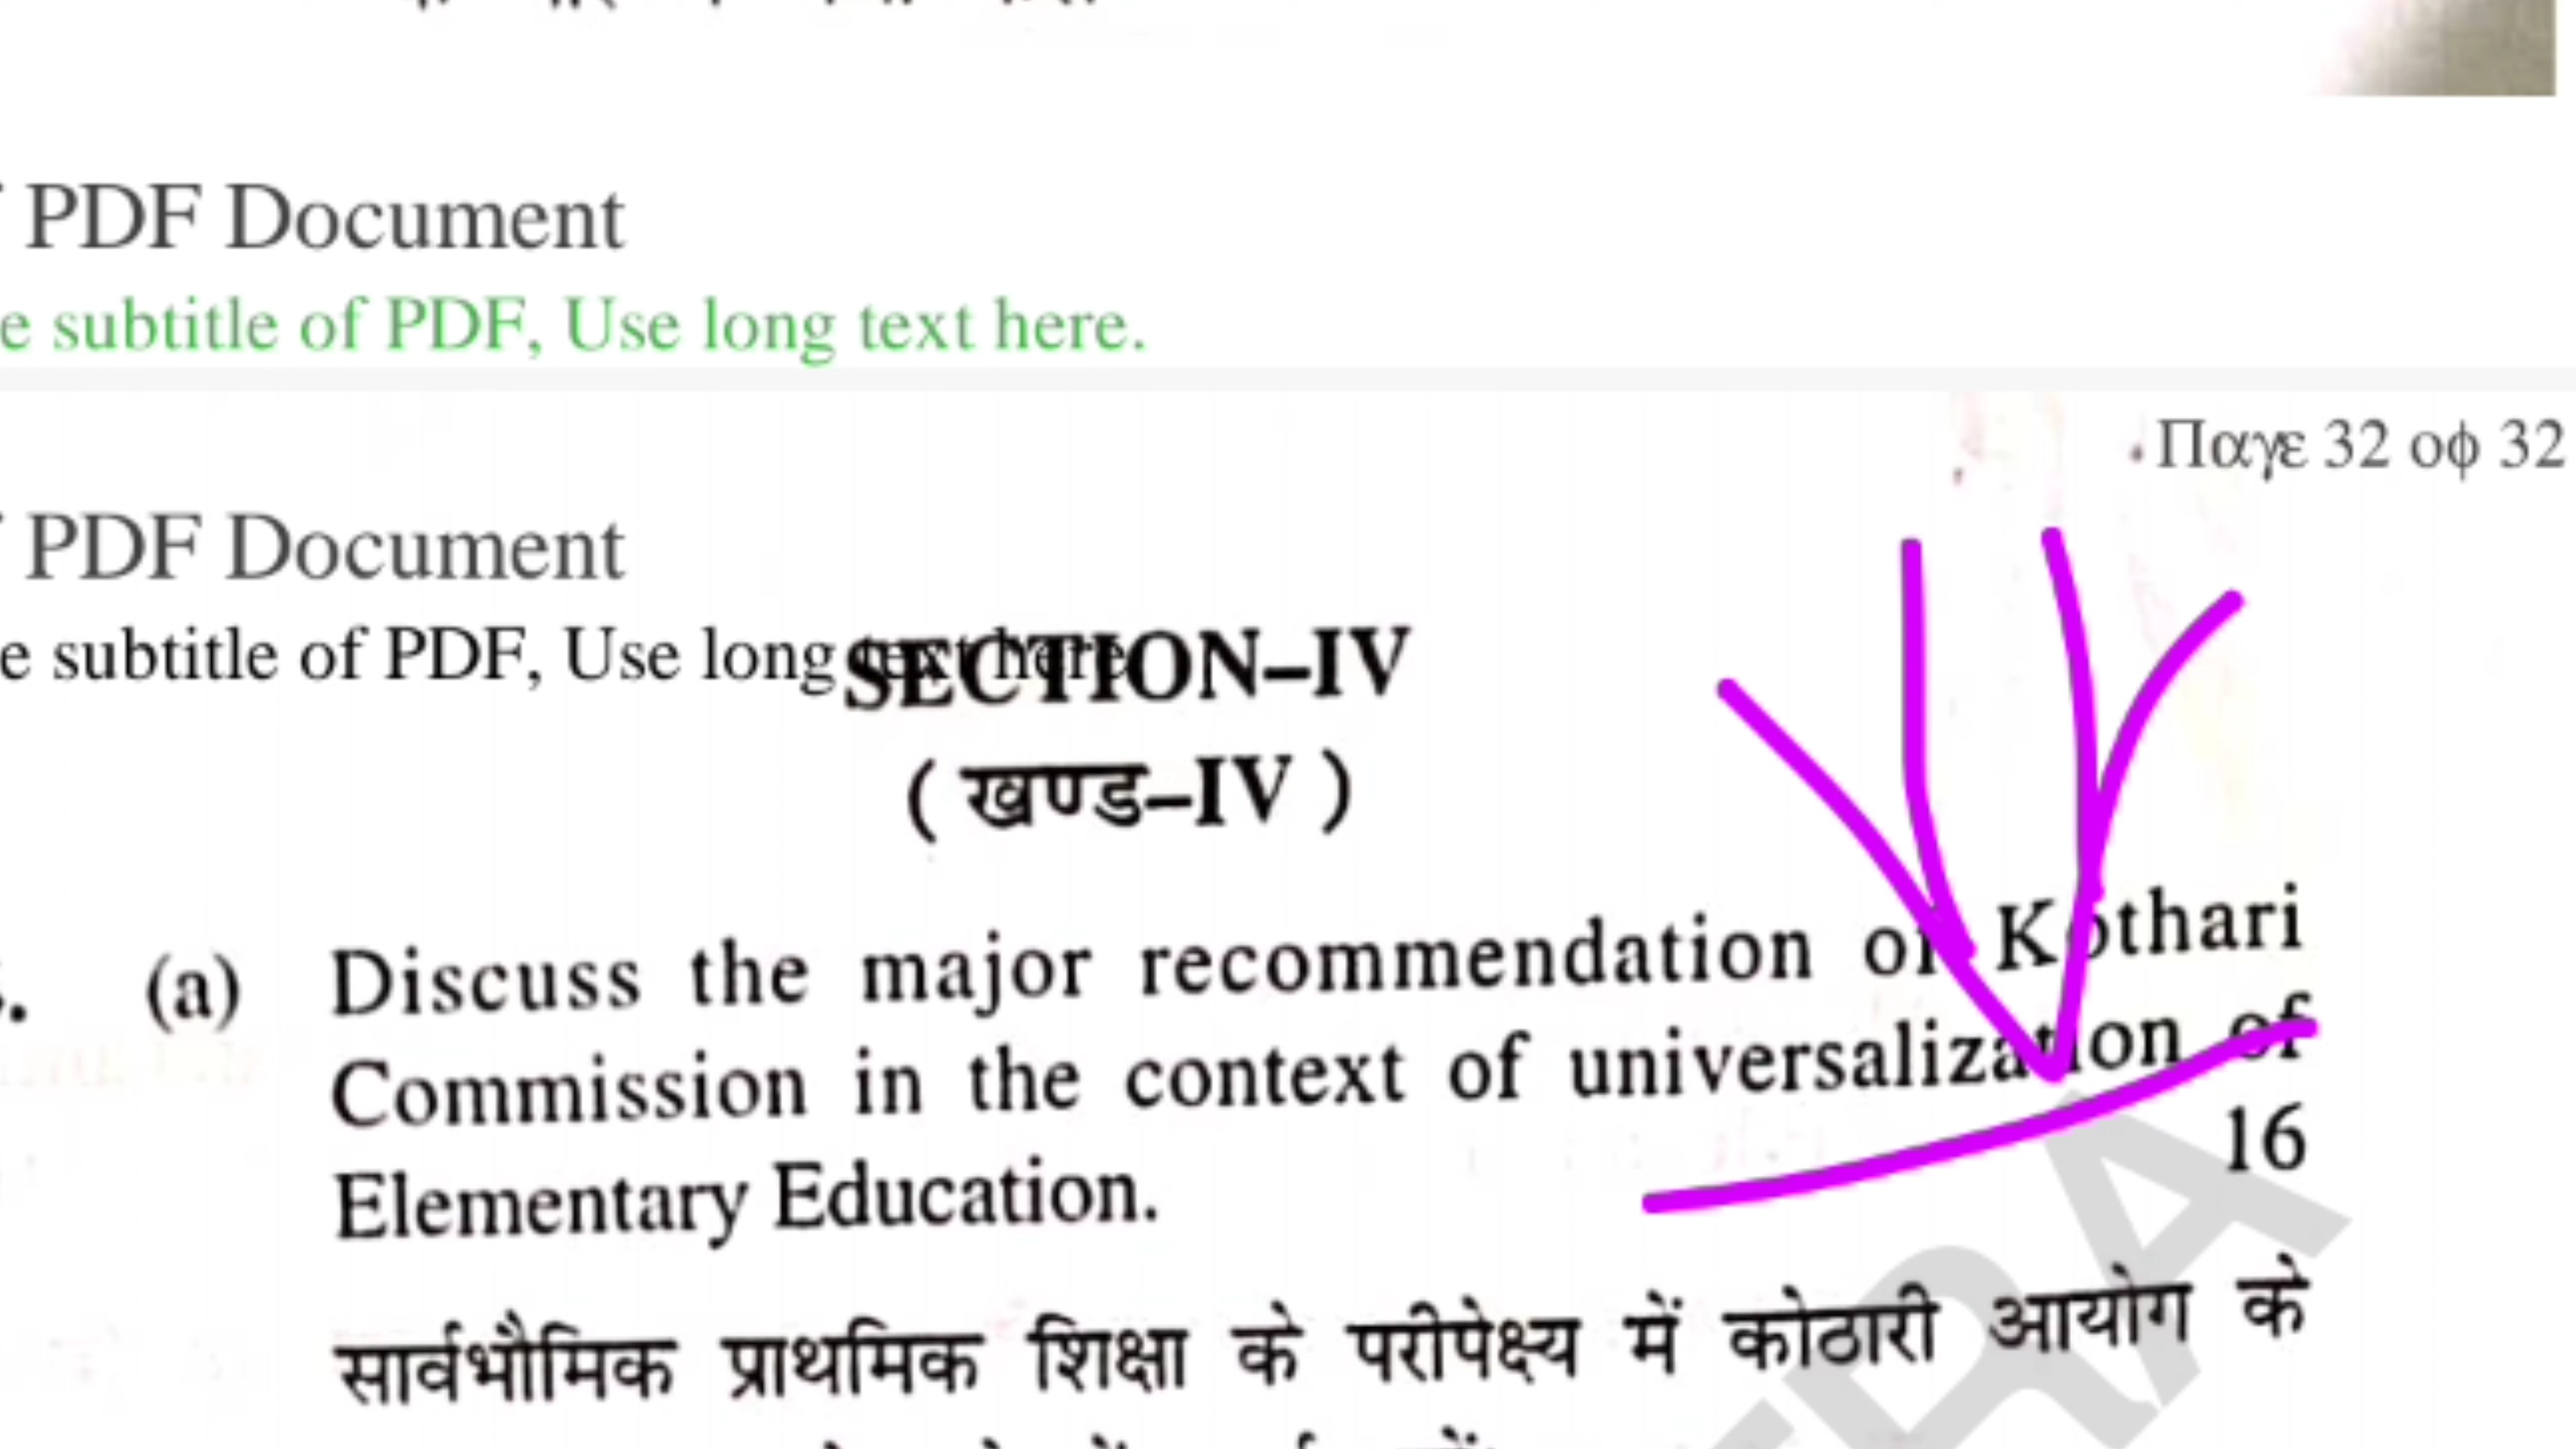 PDF Document
e subtitle of PDF, Use long text here.
Παγε 32 οφ 32
PDF Document
e subtitle of PDF, Use long text here.
SECTION–IV
( खण्ड–IV )
(a) Discuss the major recommendation of Kothari
Commission in the context of universalization of
Elementary Education. 16
सार्वभौमिक प्राथमिक शिक्षा के परीपेक्ष्य में कोठारी आयोग के